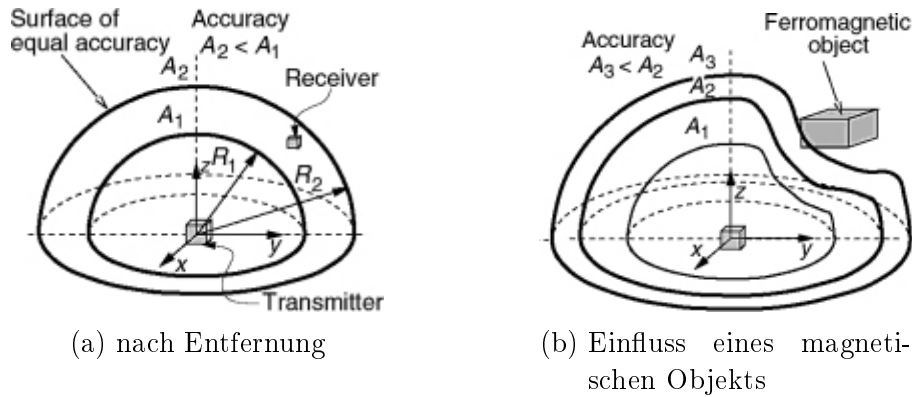 Surface of
equal accuracy
Accuracy
A₂ < A₁
A₂
Receiver
A₁
R₁
R₂
z
y
x
Transmitter
(a) nach Entfernung
Ferromagnetic
object
Accuracy
A₃ < A₂
A₃
A₂
A₁
z
y
x
(b) Einfluss eines magneti-
schen Objekts